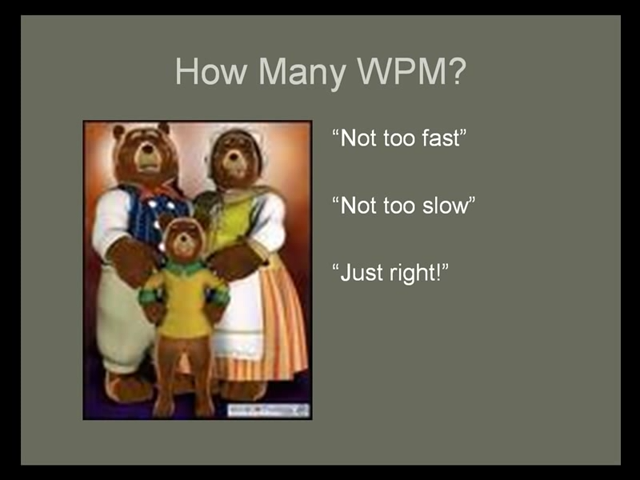 How Many WPM?
“Not too fast”
“Not too slow”
“Just right!”